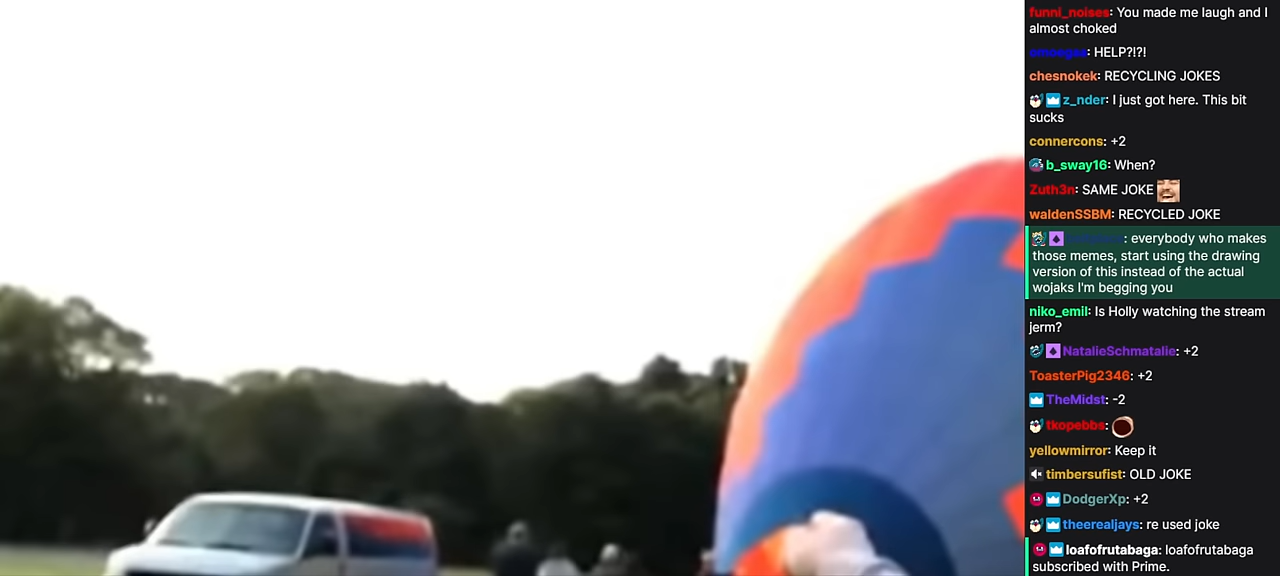 funni_noises: You made me laugh and I
almost choked
: HELP?!?!
chesnokek: RECYCLING JOKES
z_nder: I just got here. This bit
sucks
connercons: +2
b_sway16: When?
Zuth3n: SAME JOKE
waldenSSBM: RECYCLED JOKE
: everybody who makes
those memes, start using the drawing
version of this instead of the actual
wojaks I'm begging you
niko_emil: Is Holly watching the stream
jerm?
NatalieSchmatalie: +2
ToasterPig2346: +2
TheMidst: -2
tkopebbs:
yellowmirror: Keep it
timbersufist: OLD JOKE
DodgerXp: +2
theerealjays: re used joke
loafofrutabaga: loafofrutabaga
subscribed with Prime.